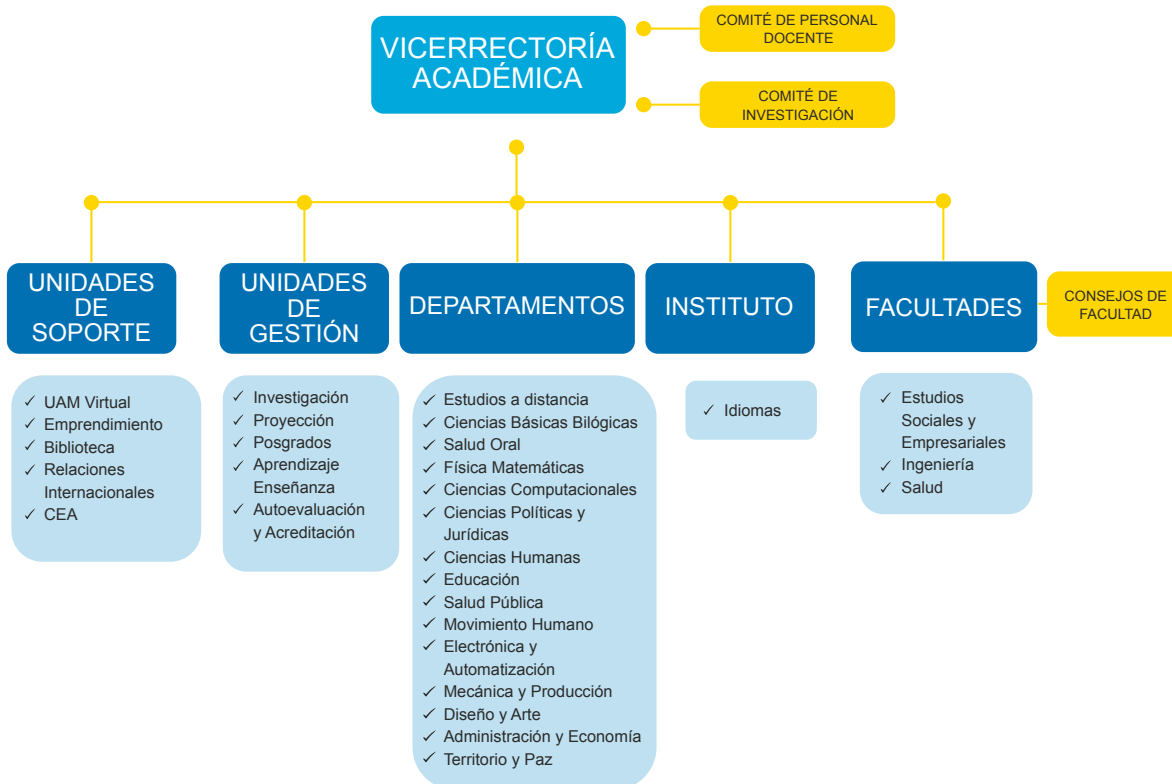 VICERRECTORÍA
ACADÉMICA
COMITÉ DE PERSONAL
DOCENTE
COMITÉ DE
INVESTIGACIÓN
UNIDADES
DE
SOPORTE
UNIDADES
DE
GESTIÓN
DEPARTAMENTOS
INSTITUTO
FACULTADES
CONSEJOS DE
FACULTAD
✓ UAM Virtual
✓ Emprendimiento
✓ Biblioteca
✓ Relaciones
Internacionales
✓ CEA
✓ Investigación
✓ Proyección
✓ Posgrados
✓ Aprendizaje
Enseñanza
✓ Autoevaluación
y Acreditación
✓ Estudios a distancia
✓ Ciencias Básicas Bilógicas
✓ Salud Oral
✓ Física Matemáticas
✓ Ciencias Computacionales
✓ Ciencias Políticas y
Jurídicas
✓ Ciencias Humanas
✓ Educación
✓ Salud Pública
✓ Movimiento Humano
✓ Electrónica y
Automatización
✓ Mecánica y Producción
✓ Diseño y Arte
✓ Administración y Economía
✓ Territorio y Paz
✓ Idiomas
✓ Estudios
Sociales y
Empresariales
✓ Ingeniería
✓ Salud